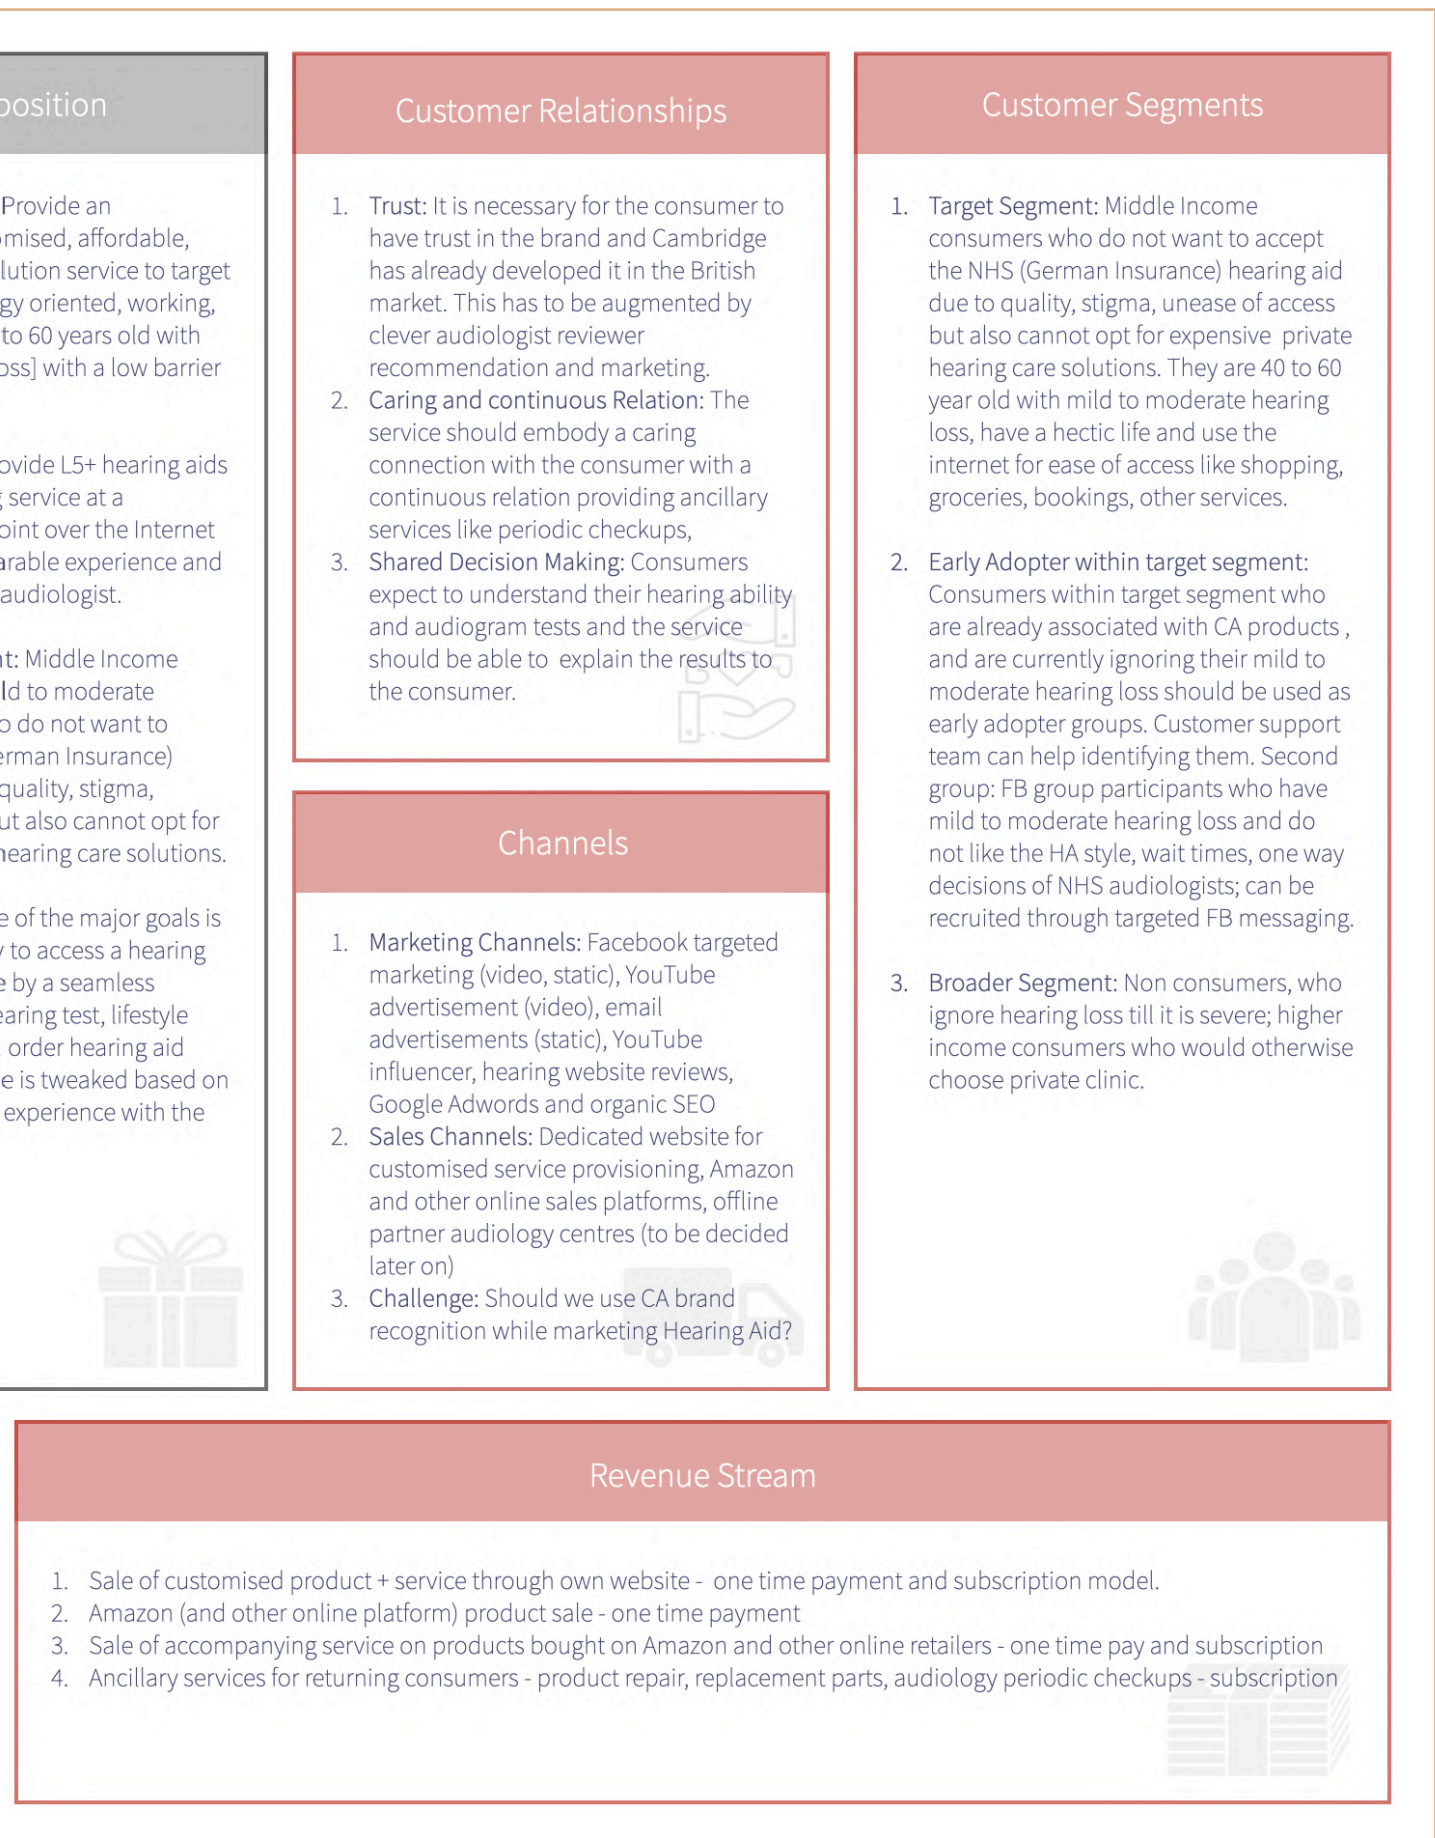 position
Provide an
mised, affordable,
lution service to target
gy oriented, working,
to 60 years old with
oss] with a low barrier
ovide L5+ hearing aids
g service at a
oint over the Internet
arable experience and
audiologist.
nt: Middle Income
ld to moderate
o do not want to
erman Insurance)
quality, stigma,
ut also cannot opt for
hearing care solutions.
e of the major goals is
y to access a hearing
e by a seamless
earing test, lifestyle
order hearing aid
e is tweaked based on
experience with the
Customer Relationships
1. Trust: It is necessary for the consumer to
have trust in the brand and Cambridge
has already developed it in the British
market. This has to be augmented by
clever audiologist reviewer
recommendation and marketing.
2. Caring and continuous Relation: The
service should embody a caring
connection with the consumer with a
continuous relation providing ancillary
services like periodic checkups,
3. Shared Decision Making: Consumers
expect to understand their hearing ability
and audiogram tests and the service
should be able to explain the results to
the consumer.
Channels
1. Marketing Channels: Facebook targeted
marketing (video, static), YouTube
advertisement (video), email
advertisements (static), YouTube
influencer, hearing website reviews,
Google Adwords and organic SEO
2. Sales Channels: Dedicated website for
customised service provisioning, Amazon
and other online sales platforms, offline
partner audiology centres (to be decided
later on)
3. Challenge: Should we use CA brand
recognition while marketing Hearing Aid?
Customer Segments
1. Target Segment: Middle Income
consumers who do not want to accept
the NHS (German Insurance) hearing aid
due to quality, stigma, unease of access
but also cannot opt for expensive private
hearing care solutions. They are 40 to 60
year old with mild to moderate hearing
loss, have a hectic life and use the
internet for ease of access like shopping,
groceries, bookings, other services.
2. Early Adopter within target segment:
Consumers within target segment who
are already associated with CA products ,
and are currently ignoring their mild to
moderate hearing loss should be used as
early adopter groups. Customer support
team can help identifying them. Second
group: FB group participants who have
mild to moderate hearing loss and do
not like the HA style, wait times, one way
decisions of NHS audiologists; can be
recruited through targeted FB messaging.
3. Broader Segment: Non consumers, who
ignore hearing loss till it is severe; higher
income consumers who would otherwise
choose private clinic.
Revenue Stream
1. Sale of customised product + service through own website - one time payment and subscription model.
2. Amazon (and other online platform) product sale - one time payment
3. Sale of accompanying service on products bought on Amazon and other online retailers - one time pay and subscription
4. Ancillary services for returning consumers - product repair, replacement parts, audiology periodic checkups - subscription